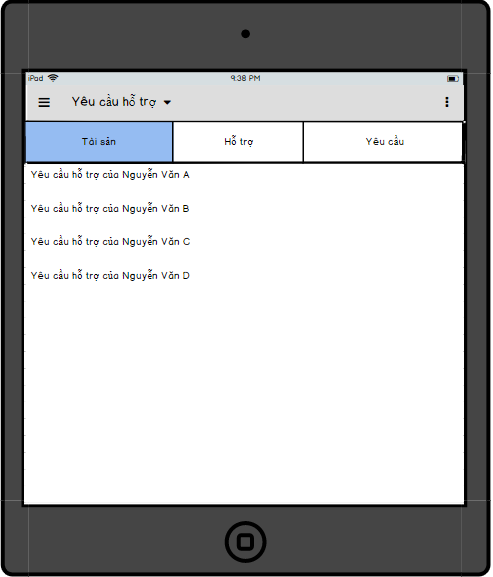 iPad 9:38 PM
Yêu cầu hỗ trợ
Tài sản Hỗ trợ Yêu cầu
Yêu cầu hỗ trợ của Nguyễn Văn A
Yêu cầu hỗ trợ của Nguyễn Văn B
Yêu cầu hỗ trợ của Nguyễn Văn C
Yêu cầu hỗ trợ của Nguyễn Văn D